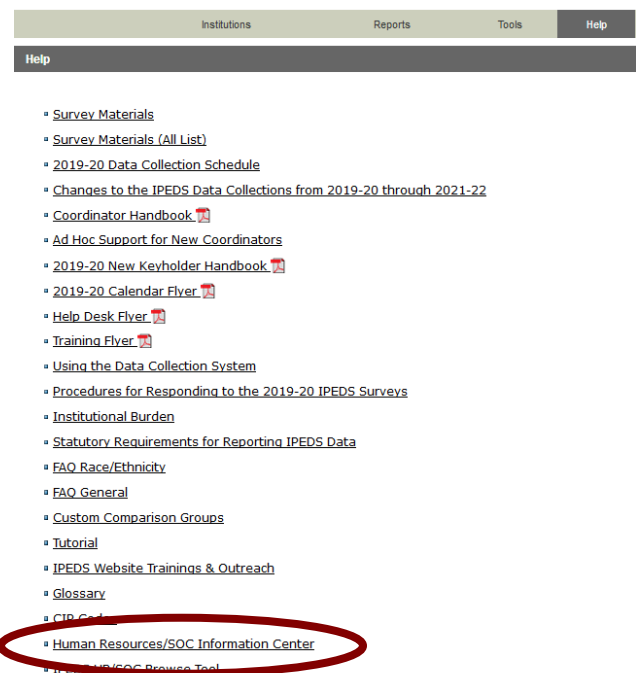 Institutions Reports Tools Help
Help
Survey Materials
Survey Materials (All List)
2019-20 Data Collection Schedule
Changes to the IPEDS Data Collections from 2019-20 through 2021-22
Coordinator Handbook
Ad Hoc Support for New Coordinators
2019-20 New Keyholder Handbook
2019-20 Calendar Flyer
Help Desk Flyer
Training Flyer
Using the Data Collection System
Procedures for Responding to the 2019-20 IPEDS Surveys
Institutional Burden
Statutory Requirements for Reporting IPEDS Data
FAQ Race/Ethnicity
FAQ General
Custom Comparison Groups
Tutorial
IPEDS Website Trainings & Outreach
Glossary
CIP Codes
Human Resources/SOC Information Center
Browse Tool